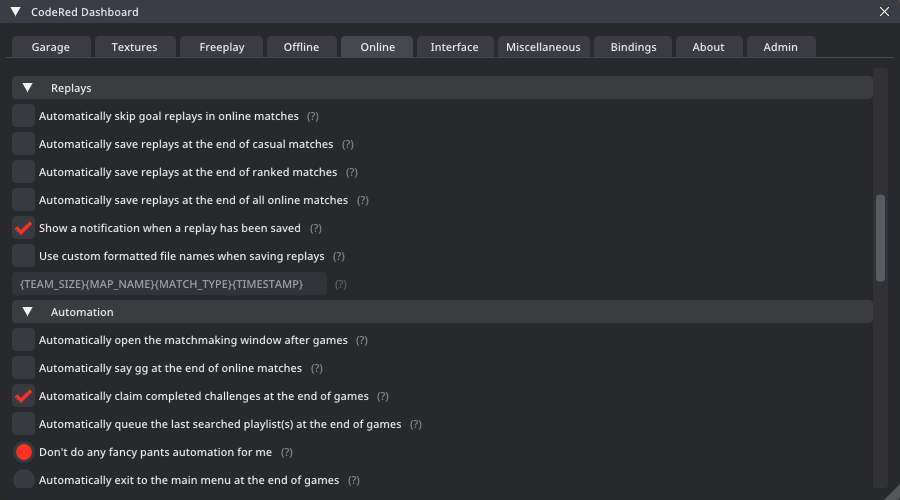 CodeRed Dashboard
Garage Textures Freeplay Offline Online Interface Miscellaneous Bindings About Admin
Replays
Automatically skip goal replays in online matches (?)
Automatically save replays at the end of casual matches (?)
Automatically save replays at the end of ranked matches (?)
Automatically save replays at the end of all online matches (?)
Show a notification when a replay has been saved (?)
Use custom formatted file names when saving replays (?)
{TEAM_SIZE}{MAP_NAME}{MATCH_TYPE}{TIMESTAMP} (?)
Automation
Automatically open the matchmaking window after games (?)
Automatically say gg at the end of online matches (?)
Automatically claim completed challenges at the end of games (?)
Automatically queue the last searched playlist(s) at the end of games (?)
Don't do any fancy pants automation for me (?)
Automatically exit to the main menu at the end of games (?)